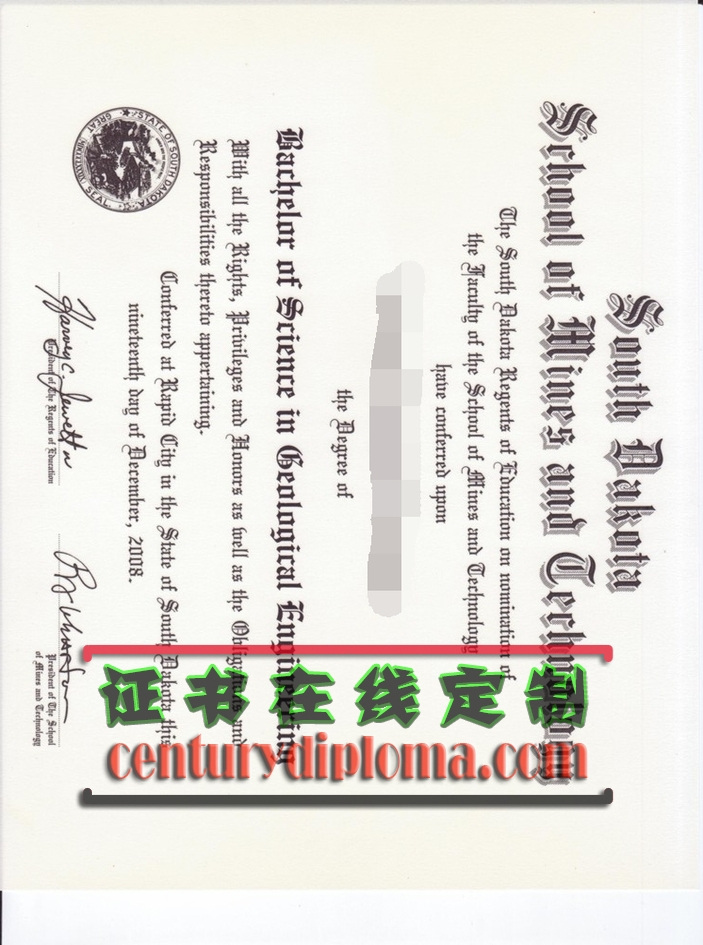 South Dakota
School of Mines and Technology
The South Dakota Regents of Education on nomination of
the Faculty of the School of Mines and Technology
have conferred upon
the Degree of
Bachelor of Science in Geological Engineering
With all the Rights, Privileges and Honors as well as the Obligations and
Responsibilities thereto appertaining.
Conferred at Rapid City in the State of South Dakota this
nineteenth day of December, 2008.
STATE OF SOUTH DAKOTA
GREAT SEAL
Harvey C. Jewett
President of The Regents of Education
President of The School
of Mines and Technology
证书在线定制
centurydiploma.com